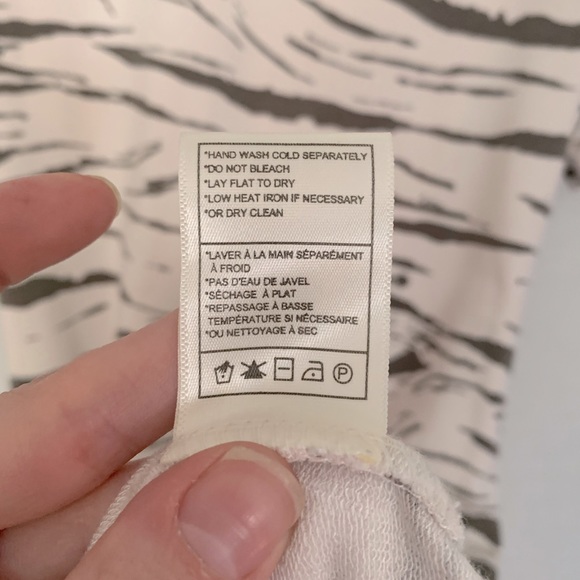 *HAND WASH COLD SEPARATELY
*DO NOT BLEACH
*LAY FLAT TO DRY
*LOW HEAT IRON IF NECESSARY
*OR DRY CLEAN
*LAVER À LA MAIN SÉPARÉMENT
À FROID
*PAS D'EAU DE JAVEL
*SÉCHAGE À PLAT
*REPASSAGE À BASSE
TEMPÉRATURE SI NÉCESSAIRE
*OU NETTOYAGE À SEC
P